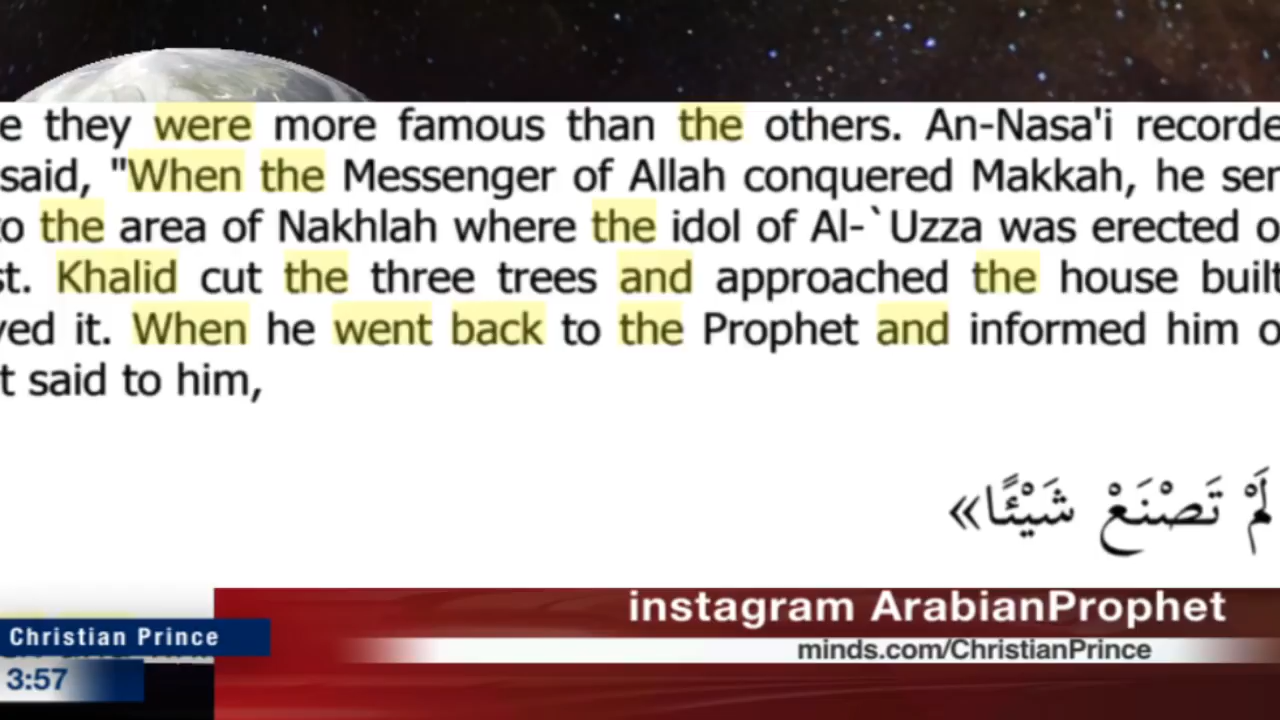 e they were more famous than the others. An-Nasa'i recorde
said, "When the Messenger of Allah conquered Makkah, he sen
to the area of Nakhlah where the idol of Al-`Uzza was erected o
st. Khalid cut the three trees and approached the house built
yed it. When he went back to the Prophet and informed him o
t said to him,
لَمْ تَصْنَعْ شَيْئًا»
instagram ArabianProphet
Christian Prince
minds.com/ChristianPrince
3:57